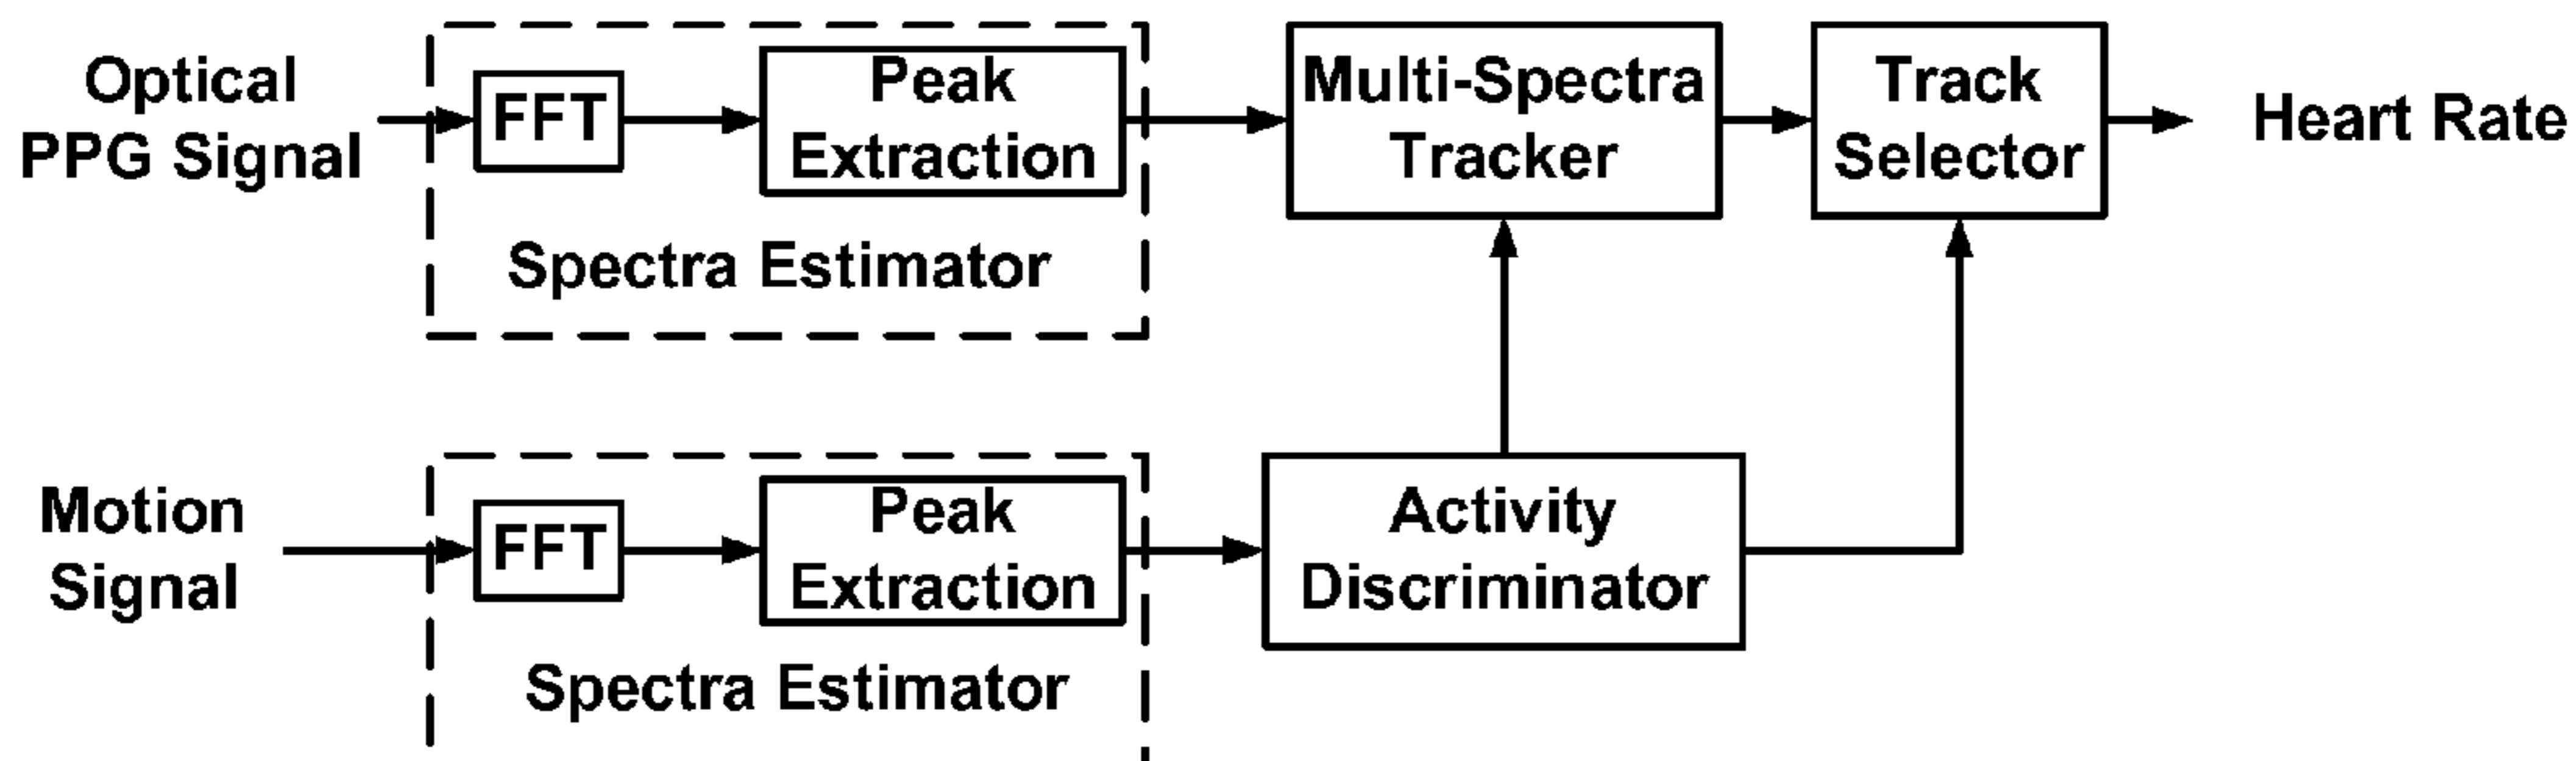 Optical
PPG Signal
FFT
Peak
Extraction
Spectra Estimator
Multi-Spectra
Tracker
Track
Selector
Heart Rate
Motion
Signal
FFT
Peak
Extraction
Spectra Estimator
Activity
Discriminator